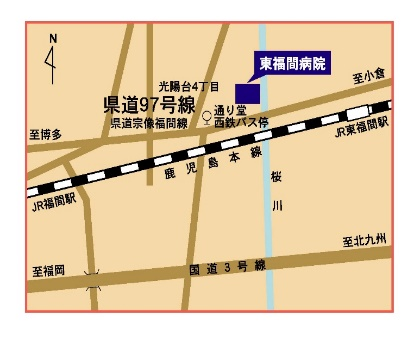 N
東福間病院
至小倉
光陽台4丁目
県道97号線
県道宗像福間線
通り堂
西鉄バス停
至博多
JR東福間駅
鹿児島本線
JR福間駅
桜川
至北九州
至福岡
国道3号線